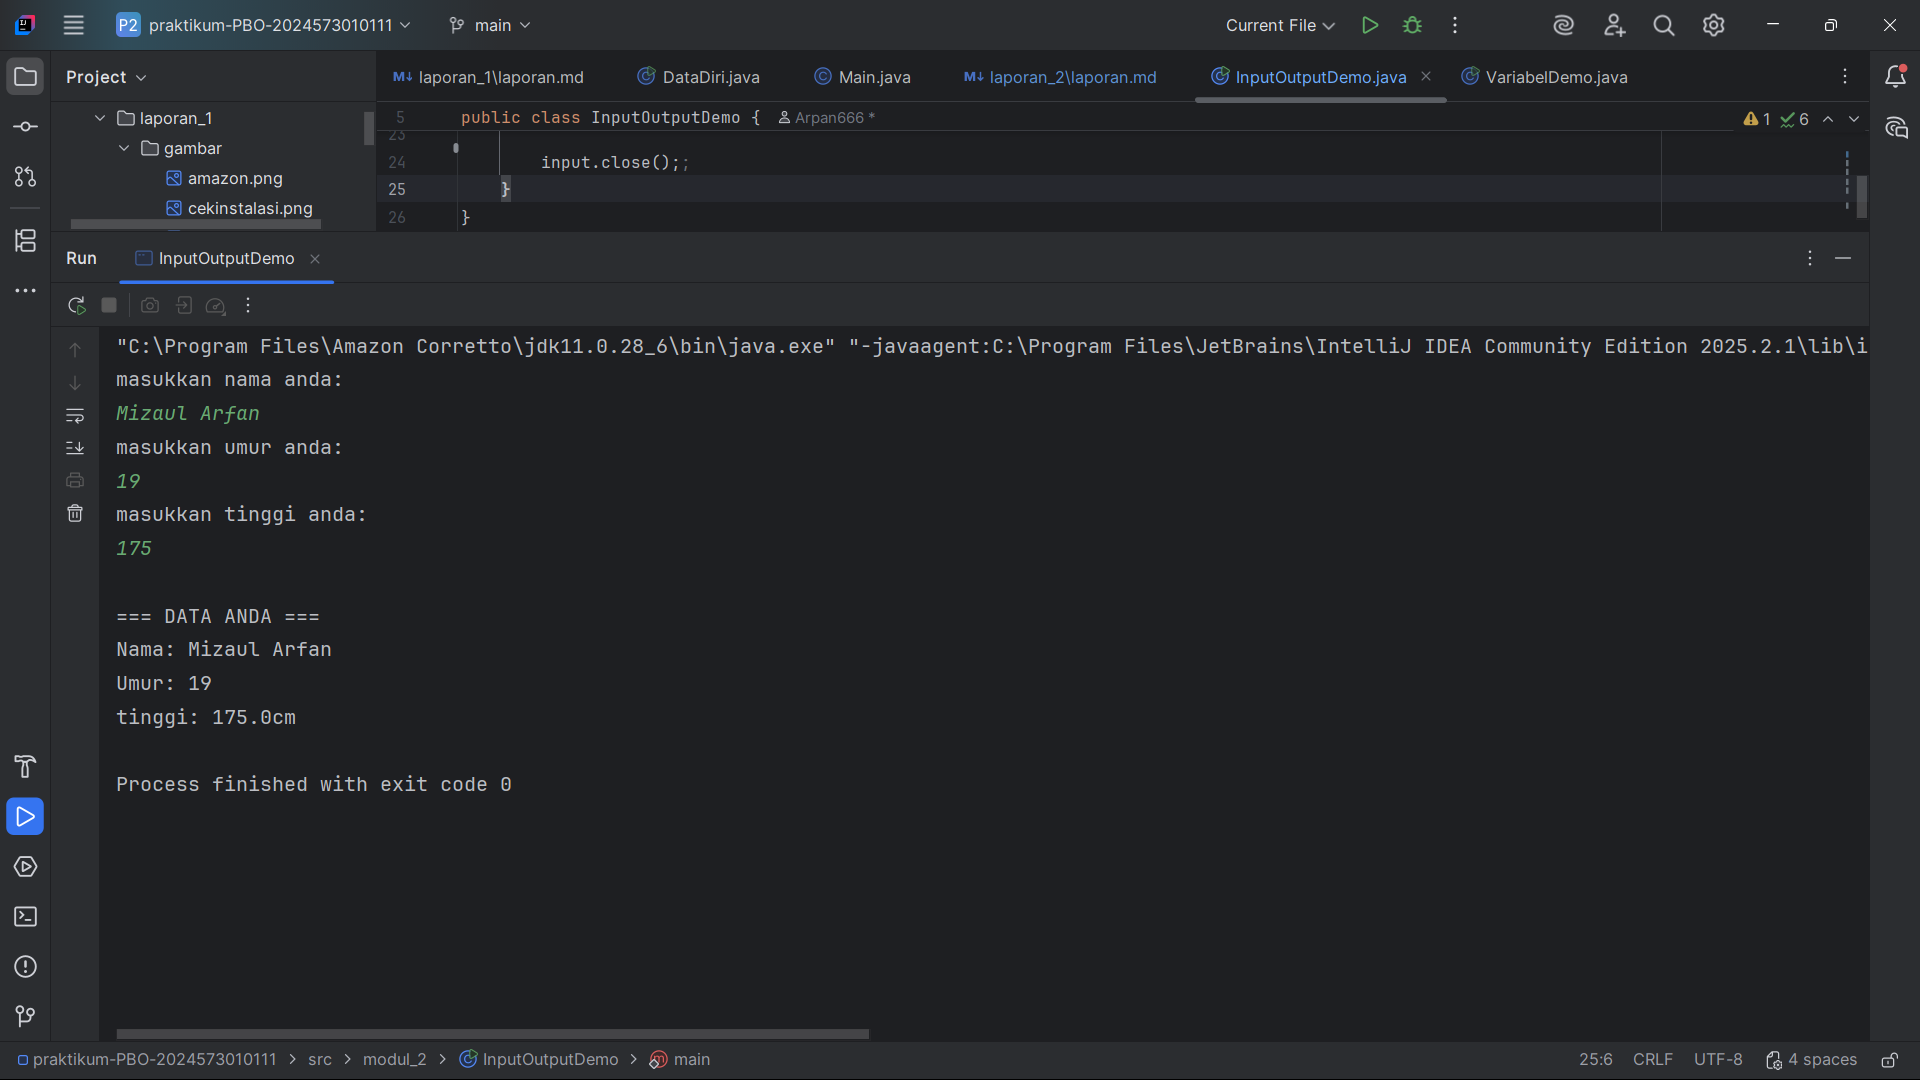 P2 praktikum-PBO-2024573010111 main Current File
Project laporan_1\laporan.md DataDiri.java Main.java laporan_2\laporan.md InputOutputDemo.java VariabelDemo.java
laporan_1
gambar
amazon.png
cekinstalasi.png
5 public class InputOutputDemo { Arpan666 * 1 6
23
24 input.close();;
25 }
26 }
Run InputOutputDemo
"C:\Program Files\Amazon Corretto\jdk11.0.28_6\bin\java.exe" "-javaagent:C:\Program Files\JetBrains\IntelliJ IDEA Community Edition 2025.2.1\lib\i
masukkan nama anda:
Mizaul Arfan
masukkan umur anda:
19
masukkan tinggi anda:
175
=== DATA ANDA ===
Nama: Mizaul Arfan
Umur: 19
tinggi: 175.0cm
Process finished with exit code 0
praktikum-PBO-2024573010111 > src > modul_2 > InputOutputDemo > main 25:6 CRLF UTF-8 4 spaces